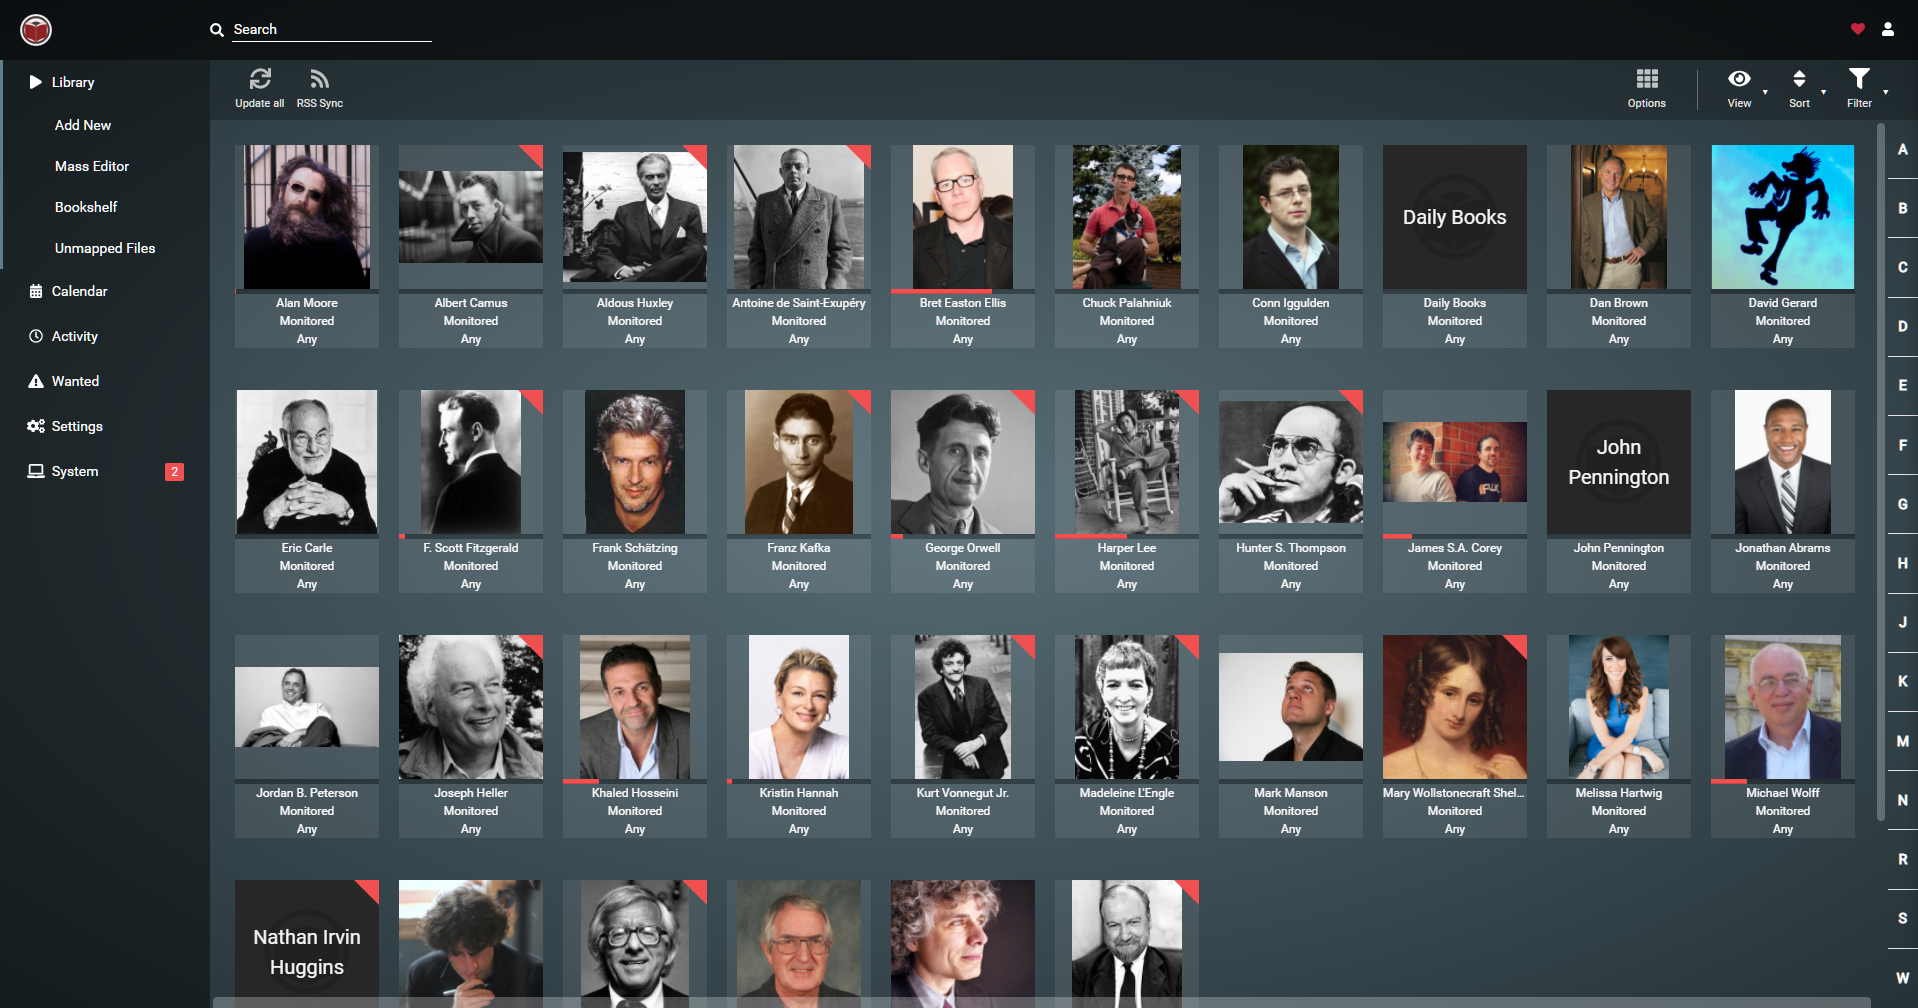 Search
Library
Add New
Mass Editor
Bookshelf
Unmapped Files
Calendar
Activity
Wanted
Settings
System 2
Update all RSS Sync Options View Sort Filter
Daily Books
Alan Moore Albert Camus Aldous Huxley Antoine de Saint-Exupéry Bret Easton Ellis Chuck Palahniuk Conn Iggulden Daily Books Dan Brown David Gerard
Monitored Monitored Monitored Monitored Monitored Monitored Monitored Monitored Monitored Monitored
Any Any Any Any Any Any Any Any Any Any
John
Pennington
Eric Carle F. Scott Fitzgerald Frank Schätzing Franz Kafka George Orwell Harper Lee Hunter S. Thompson James S.A. Corey John Pennington Jonathan Abrams
Monitored Monitored Monitored Monitored Monitored Monitored Monitored Monitored Monitored Monitored
Any Any Any Any Any Any Any Any Any Any
Jordan B. Peterson Joseph Heller Khaled Hosseini Kristin Hannah Kurt Vonnegut Jr. Madeleine L'Engle Mark Manson Mary Wollstonecraft Shel... Melissa Hartwig Michael Wolff
Monitored Monitored Monitored Monitored Monitored Monitored Monitored Monitored Monitored Monitored
Any Any Any Any Any Any Any Any Any Any
Nathan Irvin
Huggins
A
B
C
D
E
F
G
H
J
K
M
N
R
S
W